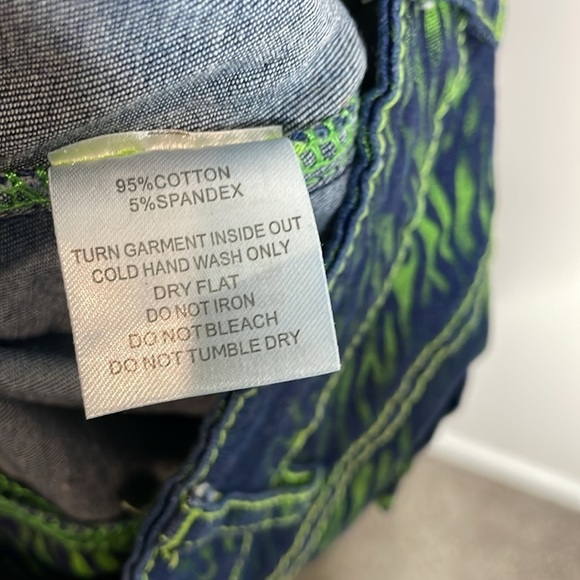 95%COTTON
5%SPANDEX
TURN GARMENT INSIDE OUT
COLD HAND WASH ONLY
DRY FLAT
DO NOT IRON
DO NOT BLEACH
DO NOT TUMBLE DRY